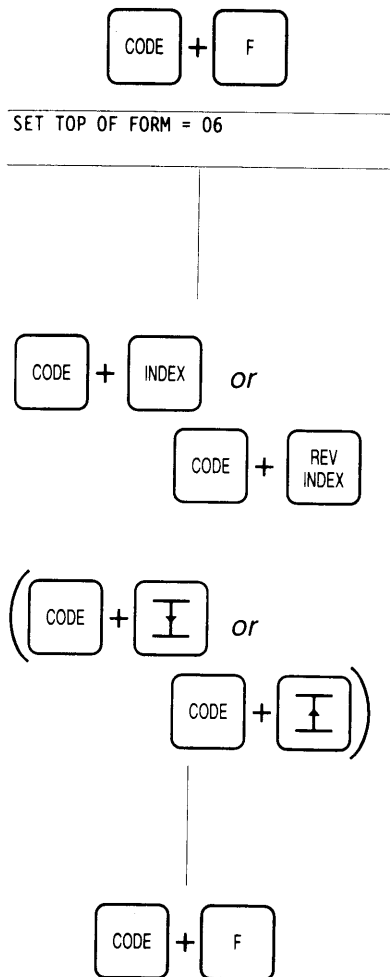 CODE + F
SET TOP OF FORM = 06
CODE + INDEX or
CODE + REV INDEX
(CODE + or
CODE + )
CODE + F